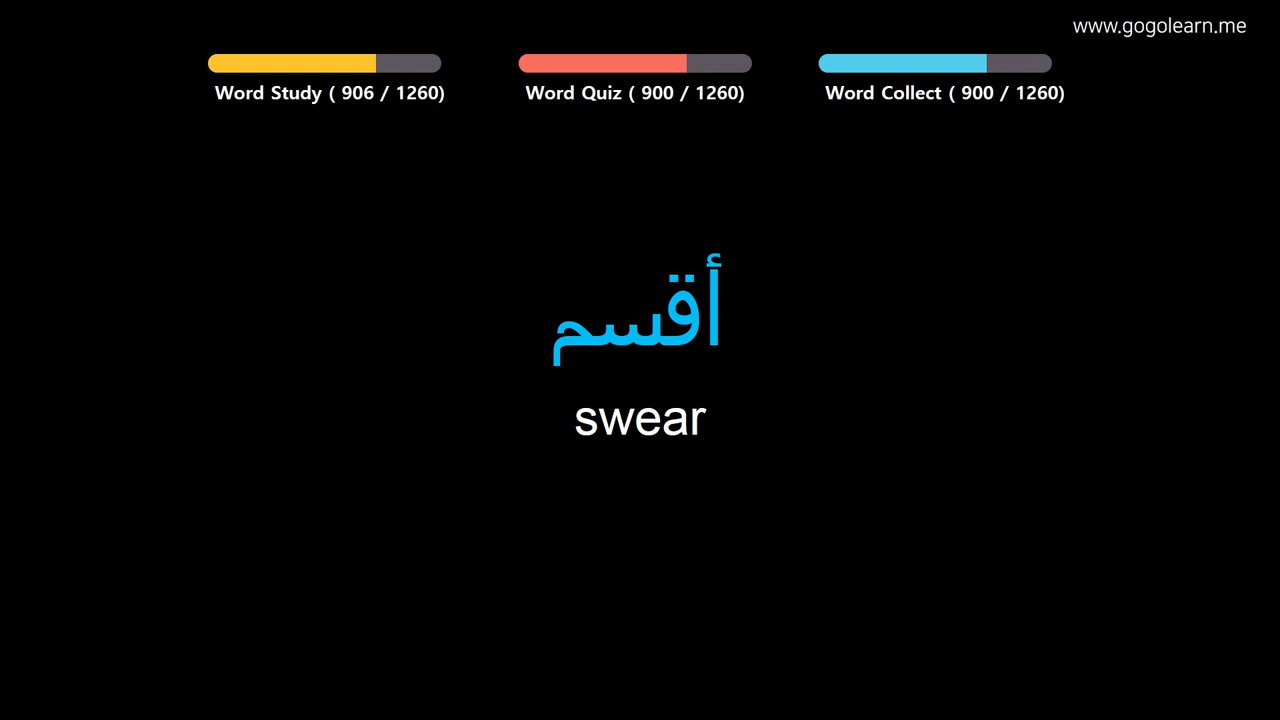 www.gogolearn.me
Word Study ( 906 / 1260)
Word Quiz ( 900 / 1260)
Word Collect ( 900 / 1260)
أقسم
swear